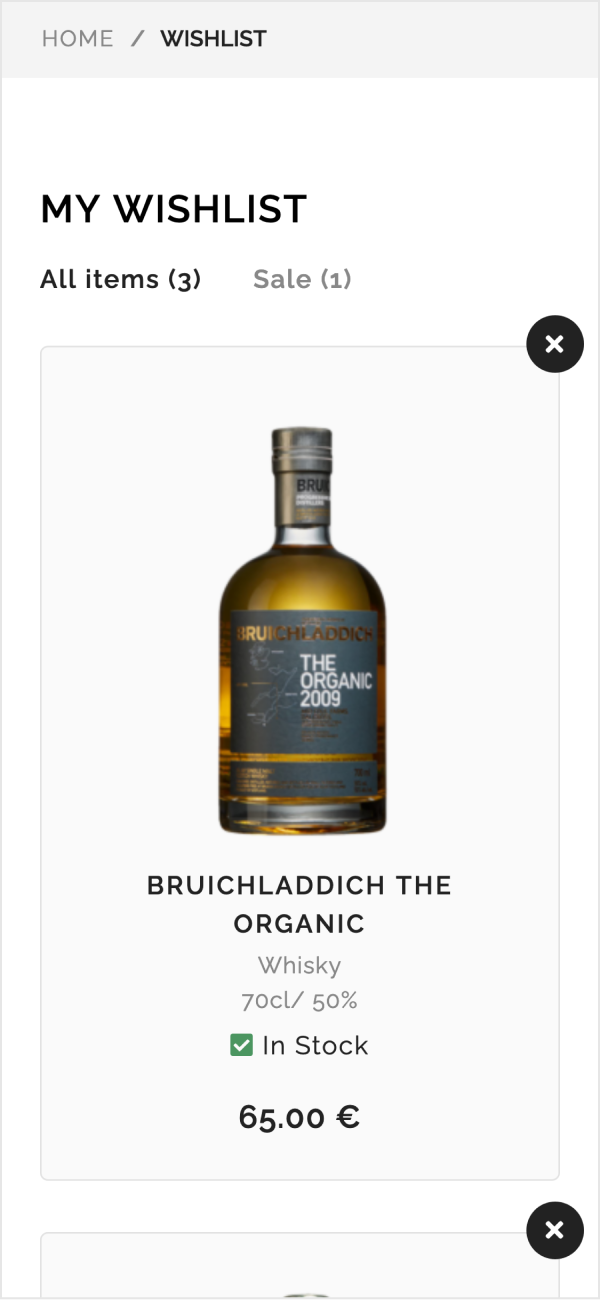 HOME / WISHLIST
MY WISHLIST
All items (3) Sale (1)
BRUICHLADDICH
THE
ORGANIC
2009
BRUICHLADDICH THE
ORGANIC
Whisky
70cl/ 50%
In Stock
65.00 €